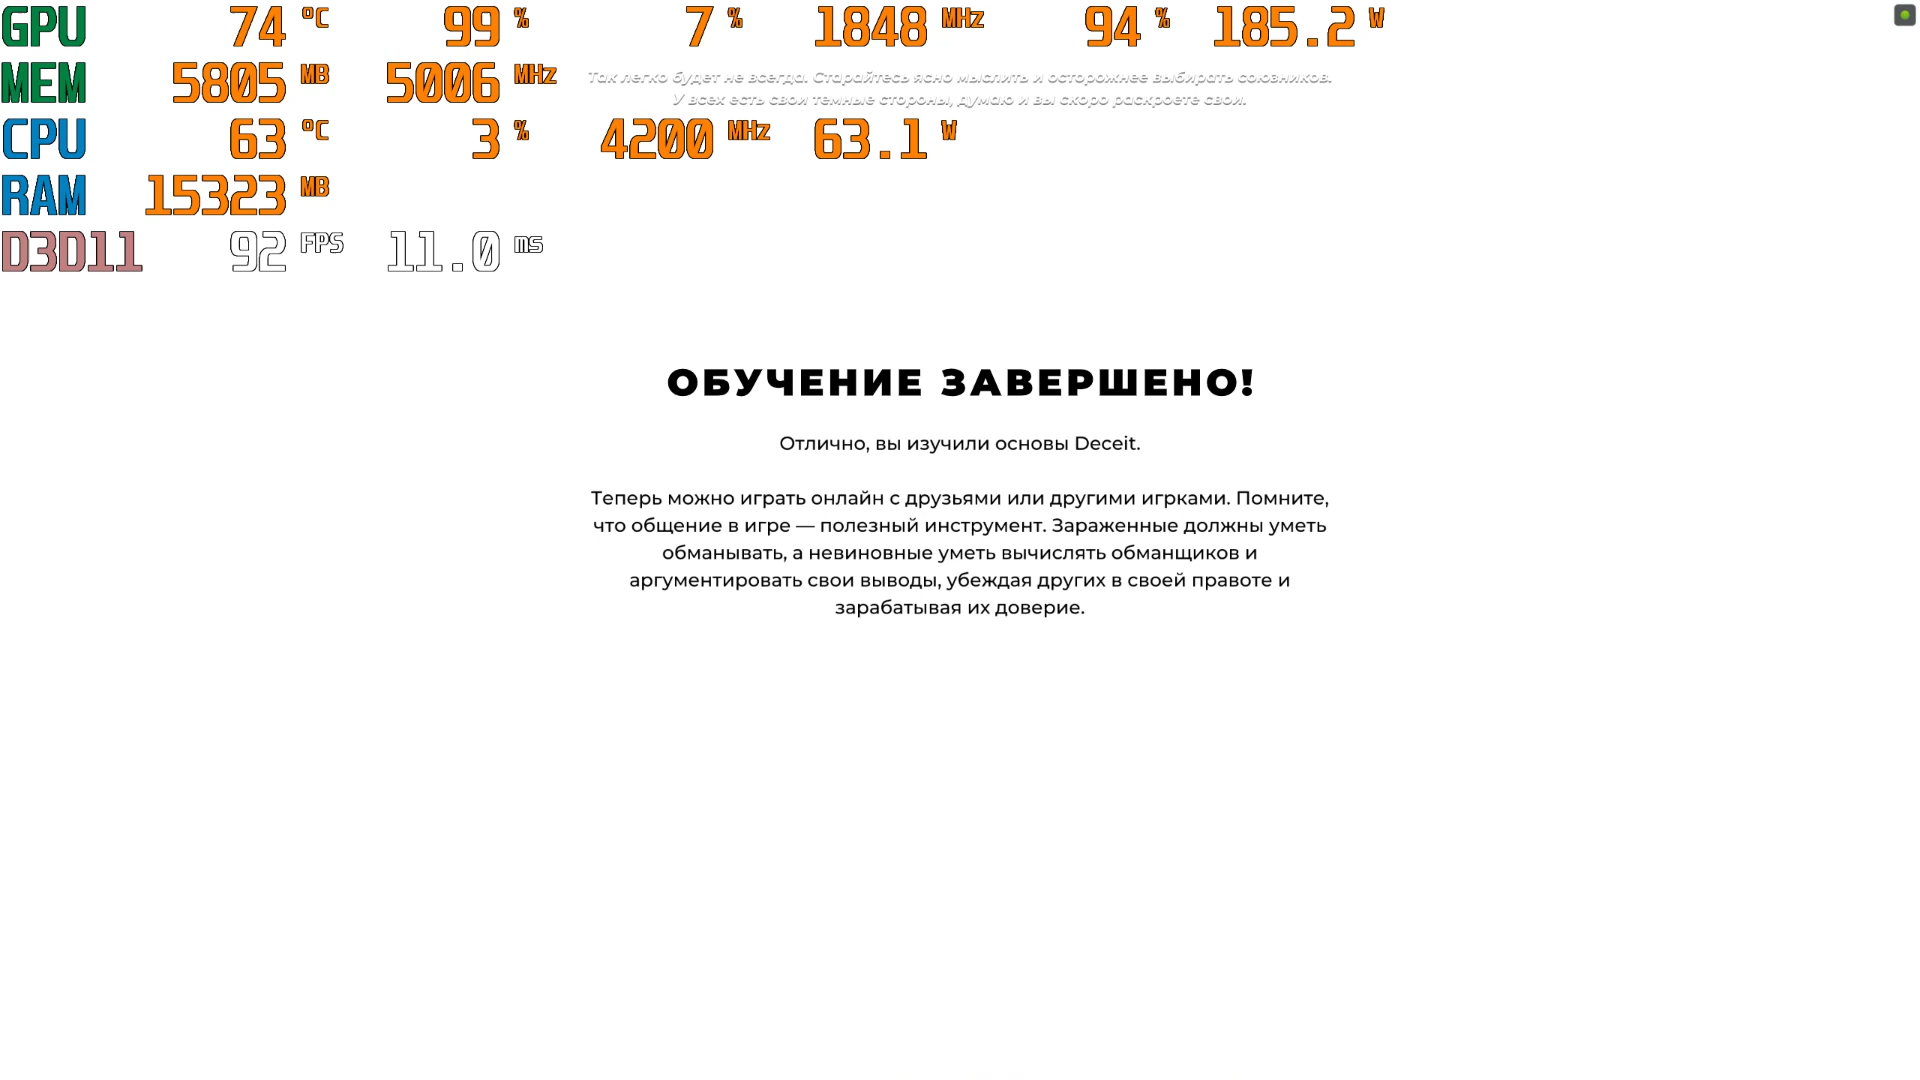 GPU 74 °C 99 % 7 % 1848 MHz 94 % 185.2 W
MEM 5805 MB 5006 MHz
Так легко будет не всегда. Старайтесь ясно мыслить и осторожнее выбирать союзников.
У всех есть свои темные стороны, думаю и вы скоро раскроете свои.
CPU 63 °C 3 % 4200 MHz 63.1 W
RAM 15323 MB
D3D11 92 FPS 11.0 ms
ОБУЧЕНИЕ ЗАВЕРШЕНО!
Отлично, вы изучили основы Deceit.
Теперь можно играть онлайн с друзьями или другими игрками. Помните,
что общение в игре — полезный инструмент. Зараженные должны уметь
обманывать, а невиновные уметь вычислять обманщиков и
аргументировать свои выводы, убеждая других в своей правоте и
зарабатывая их доверие.